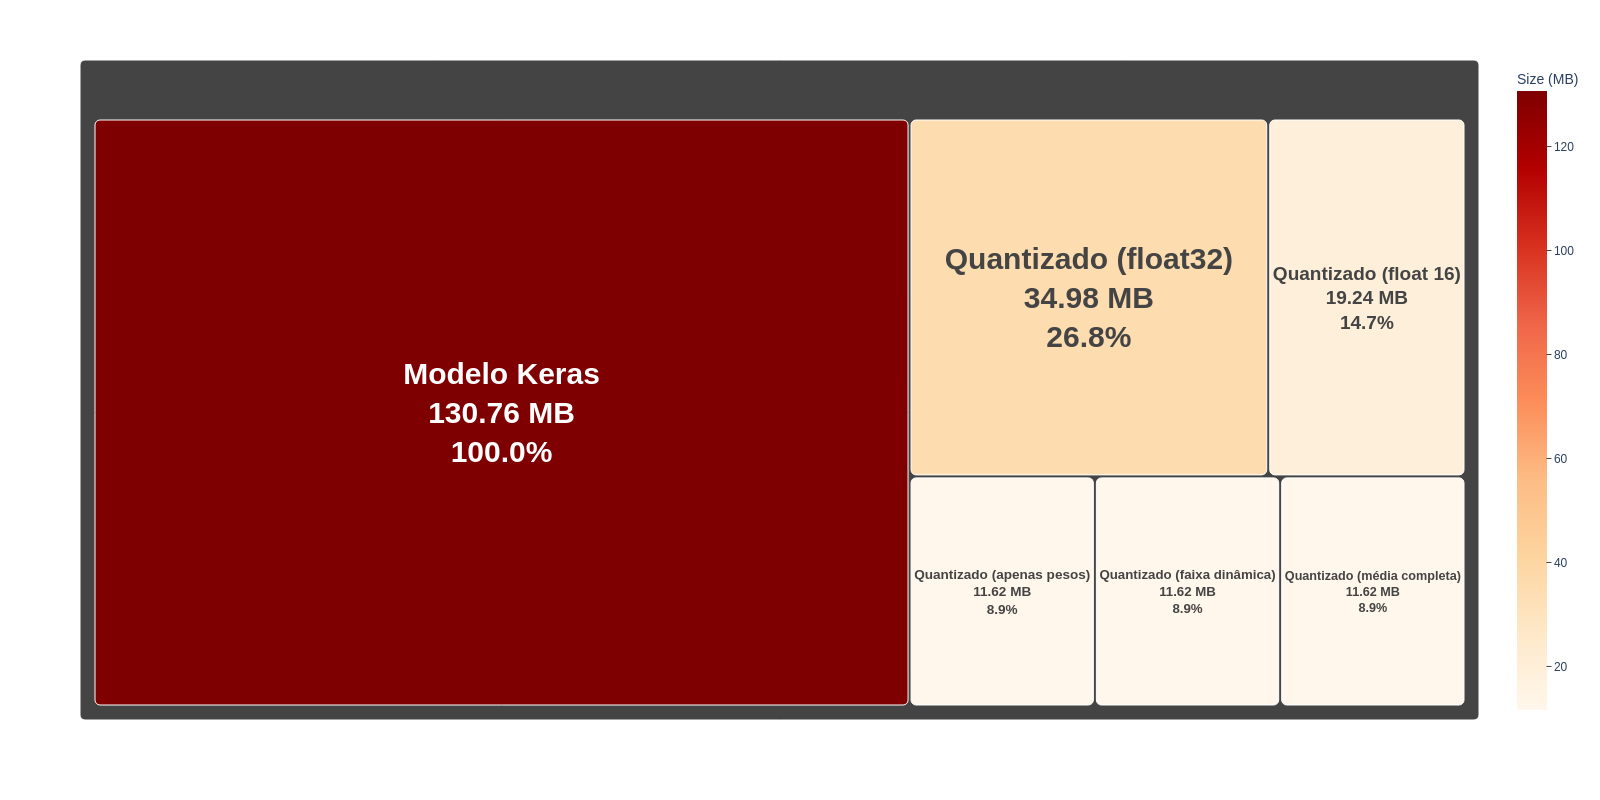 Size (MB)
120
100
80
60
40
20
Modelo Keras
130.76 MB
100.0%
Quantizado (float32)
34.98 MB
26.8%
Quantizado (float 16)
19.24 MB
14.7%
Quantizado (apenas pesos)
11.62 MB
8.9%
Quantizado (faixa dinâmica)
11.62 MB
8.9%
Quantizado (média completa)
11.62 MB
8.9%